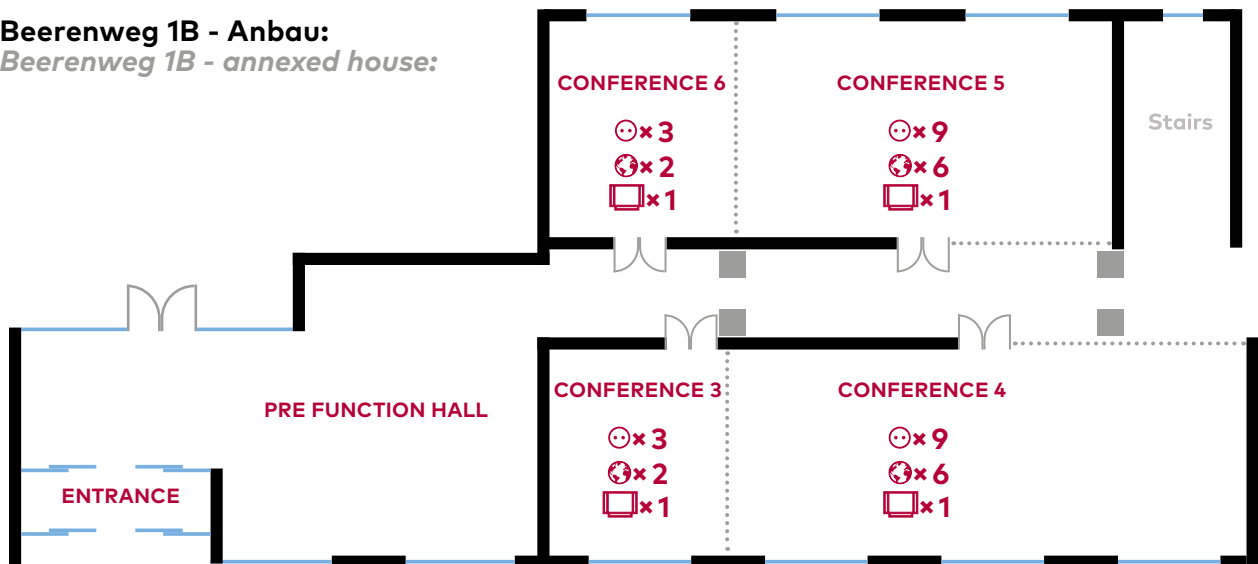 Beerenweg 1B - Anbau:
Beerenweg 1B - annexed house:
CONFERENCE 6
× 3
× 2
× 1
CONFERENCE 5
× 9
× 6
× 1
Stairs
PRE FUNCTION HALL
ENTRANCE
CONFERENCE 3
× 3
× 2
× 1
CONFERENCE 4
× 9
× 6
× 1